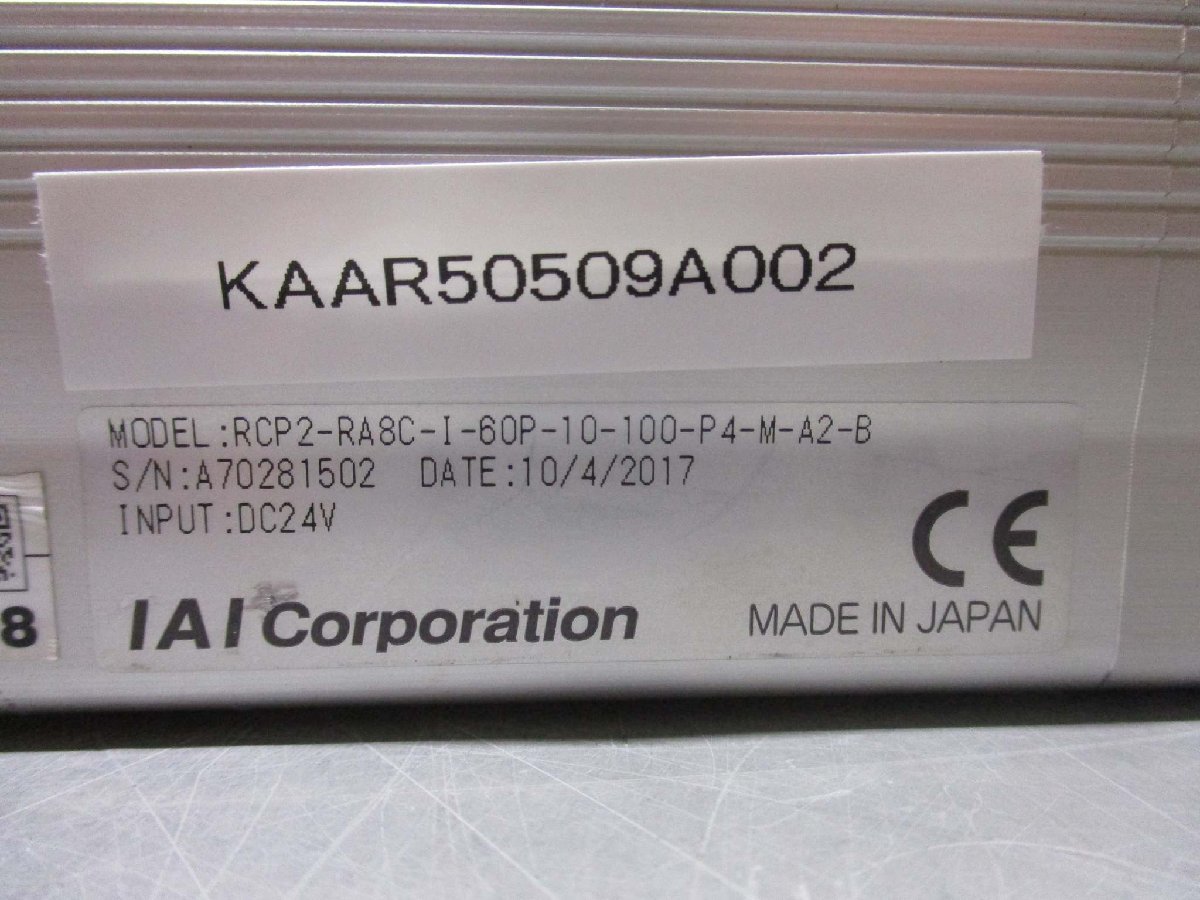 KAAR50509A002
MODEL:RCP2-RA8C-I-60P-10-100-P4-M-A2-B
S/N:A70281502 DATE:10/4/2017
INPUT:DC24V
CE
8
IAI Corporation
MADE IN JAPAN